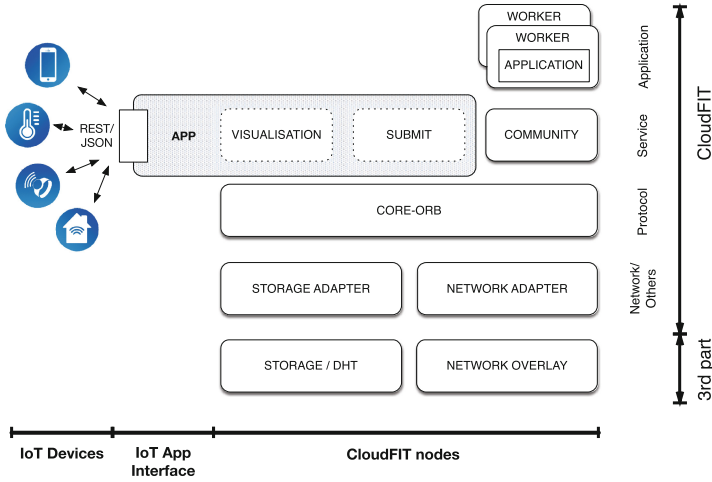 WORKER
WORKER
APPLICATION
Application
REST/
JSON
APP
VISUALISATION
SUBMIT
COMMUNITY
Service
CloudFIT
CORE-ORB
Protocol
STORAGE ADAPTER
NETWORK ADAPTER
Network/
Others
STORAGE / DHT
NETWORK OVERLAY
3rd part
IoT Devices
IoT App
Interface
CloudFIT nodes